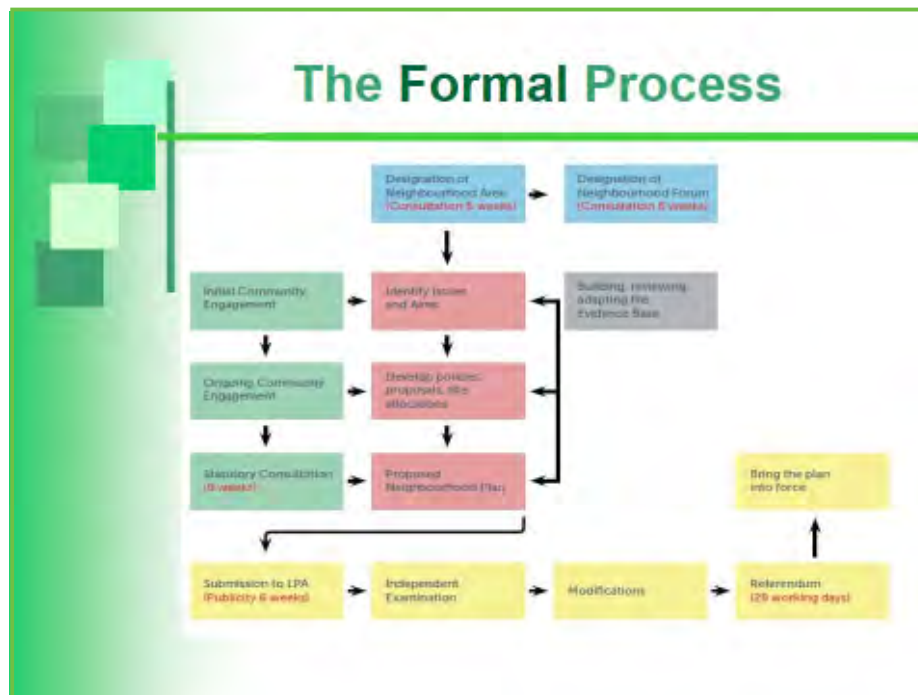 The Formal Process
Designation of
Neighbourhood Area
(Consultation 6 weeks)
Designation of
Neighbourhood Forum
(Consultation 6 weeks)
Initial Community
Engagement
Identify Issues
and Aims
Building, reviewing,
adapting the
Evidence Base
Ongoing Community
Engagement
Develop policies,
proposals, site
allocations
Statutory Consultation
(6 weeks)
Proposed
Neighbourhood Plan
Bring the plan
into force
Submission to LPA
(Publicity 6 weeks)
Independent
Examination
Modifications
Referendum
working days)